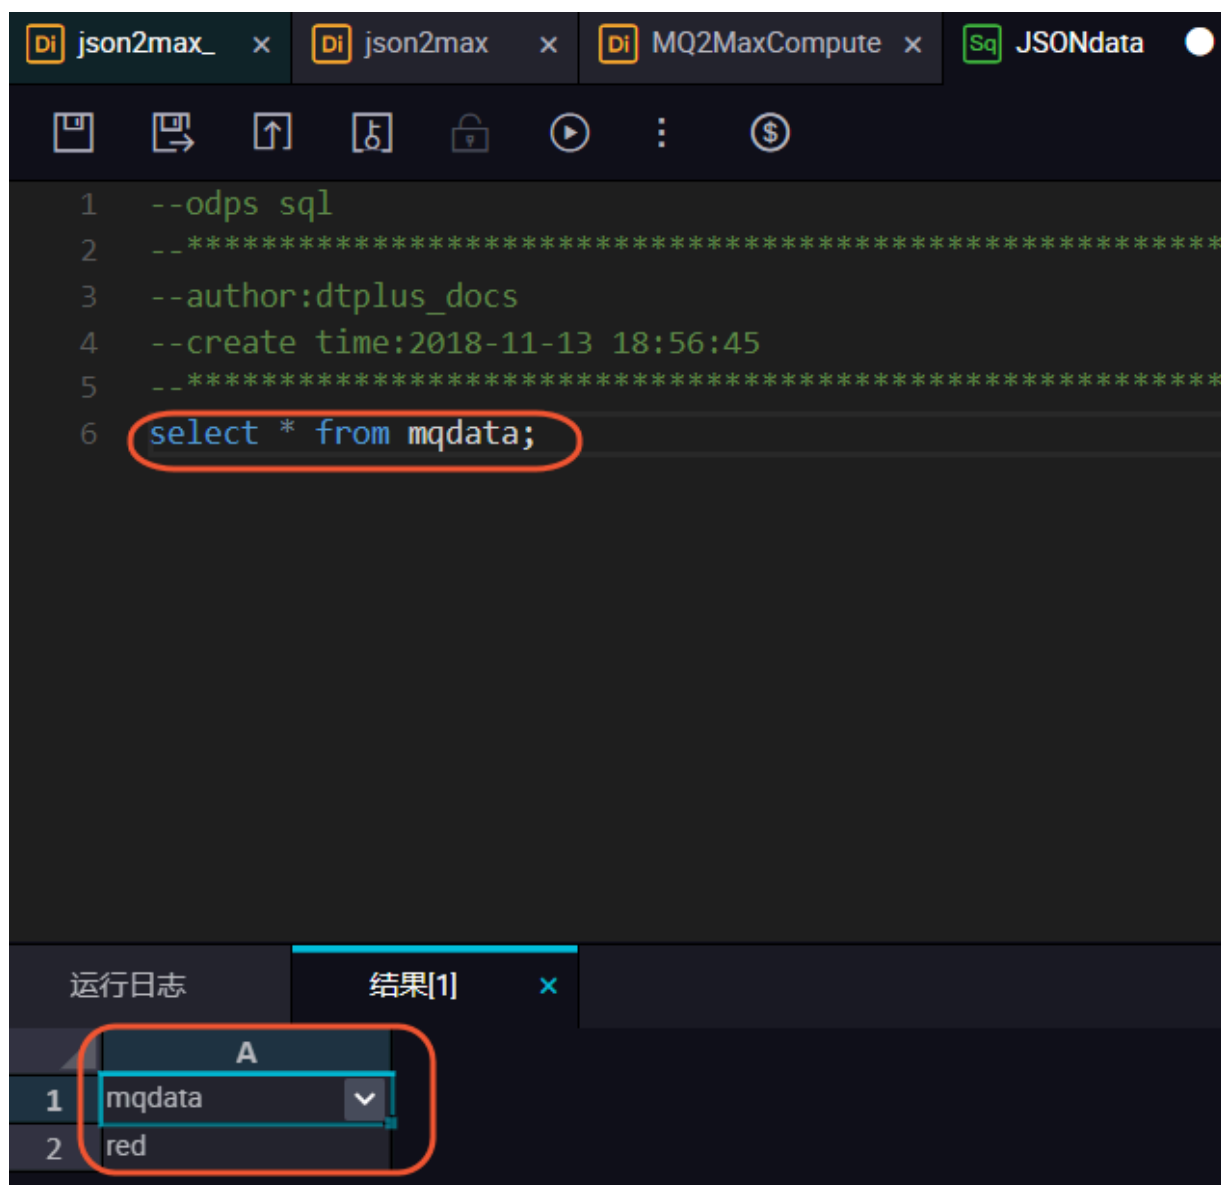 Di json2max_ × Di json2max × Di MQ2MaxCompute × Sq JSONdata
1 --odps sql
2 --********************************************************
3 --author:dtplus_docs
4 --create time:2018-11-13 18:56:45
5 --********************************************************
6 select * from mqdata;
运行日志 结果[1] ×
A
1 mqdata
2 red